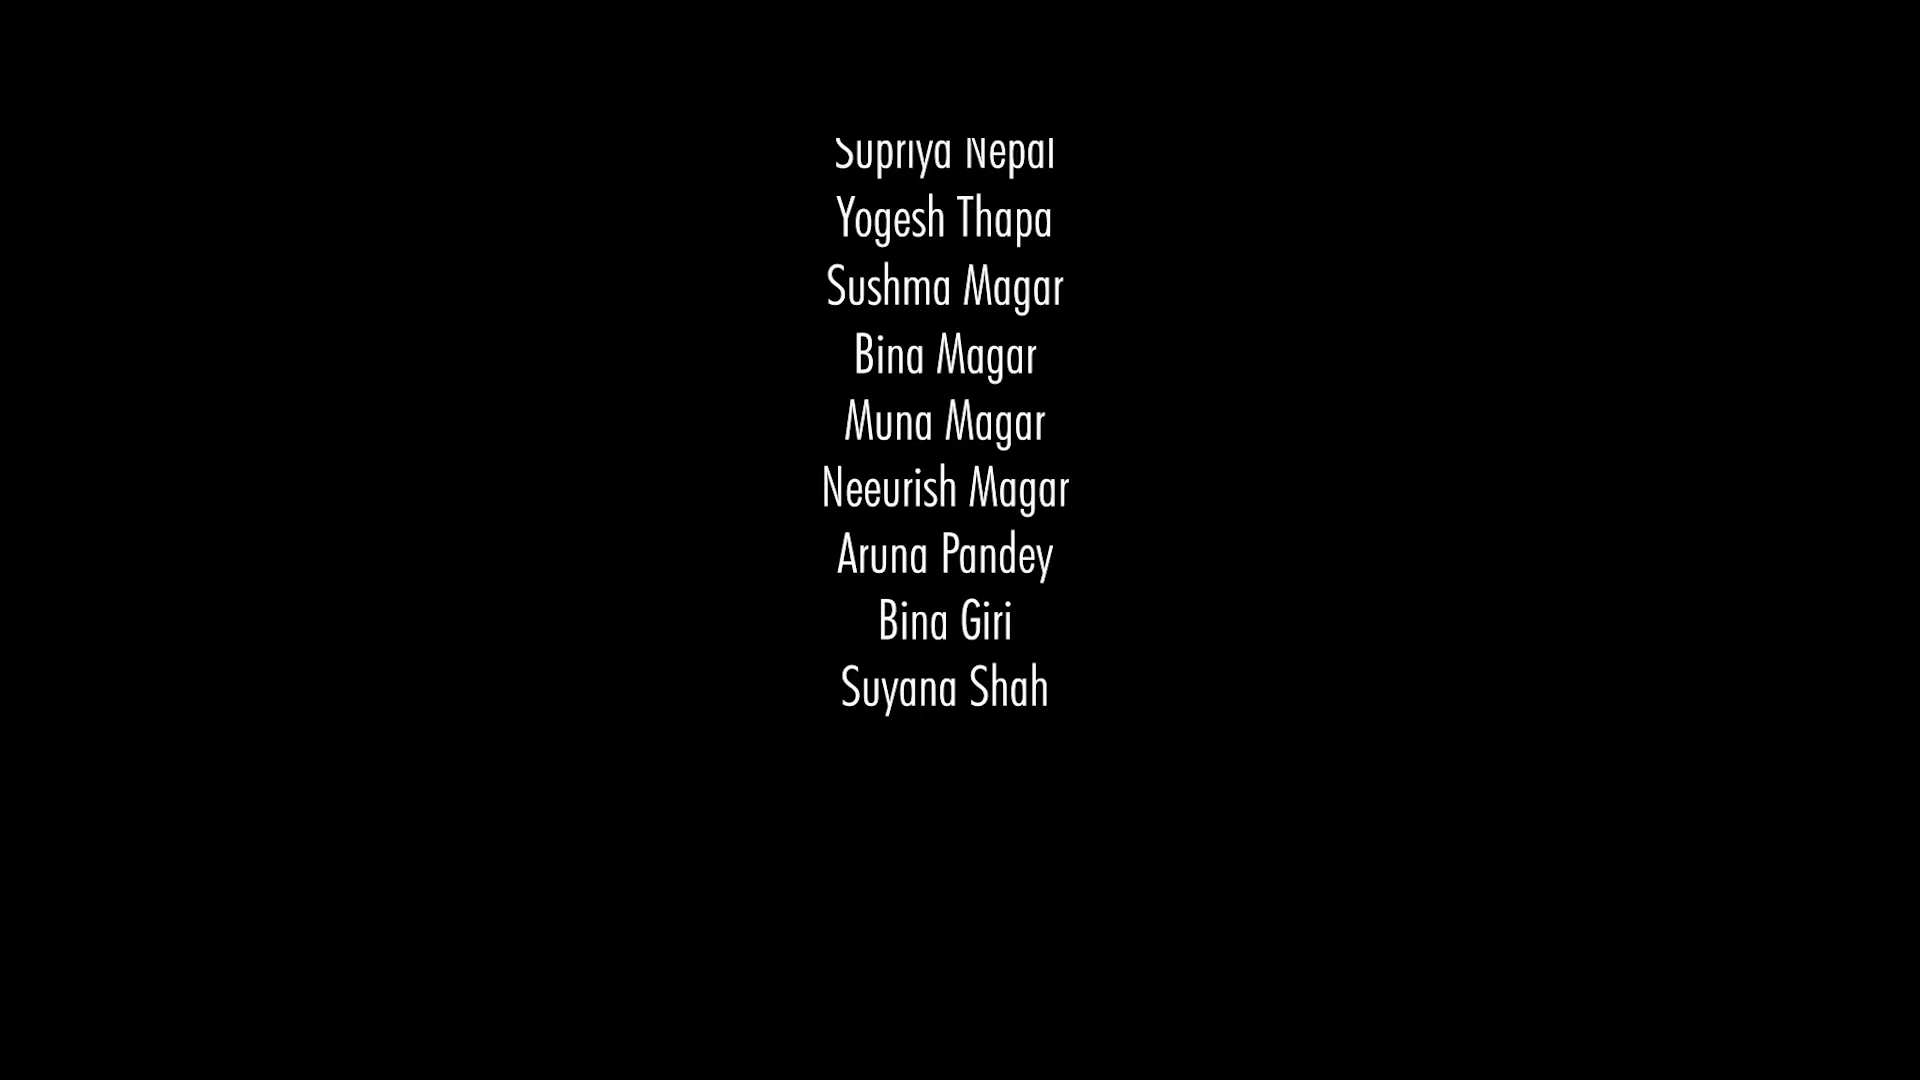 Supriya Nepal
Yogesh Thapa
Sushma Magar
Bina Magar
Muna Magar
Neeurish Magar
Aruna Pandey
Bina Giri
Suyana Shah